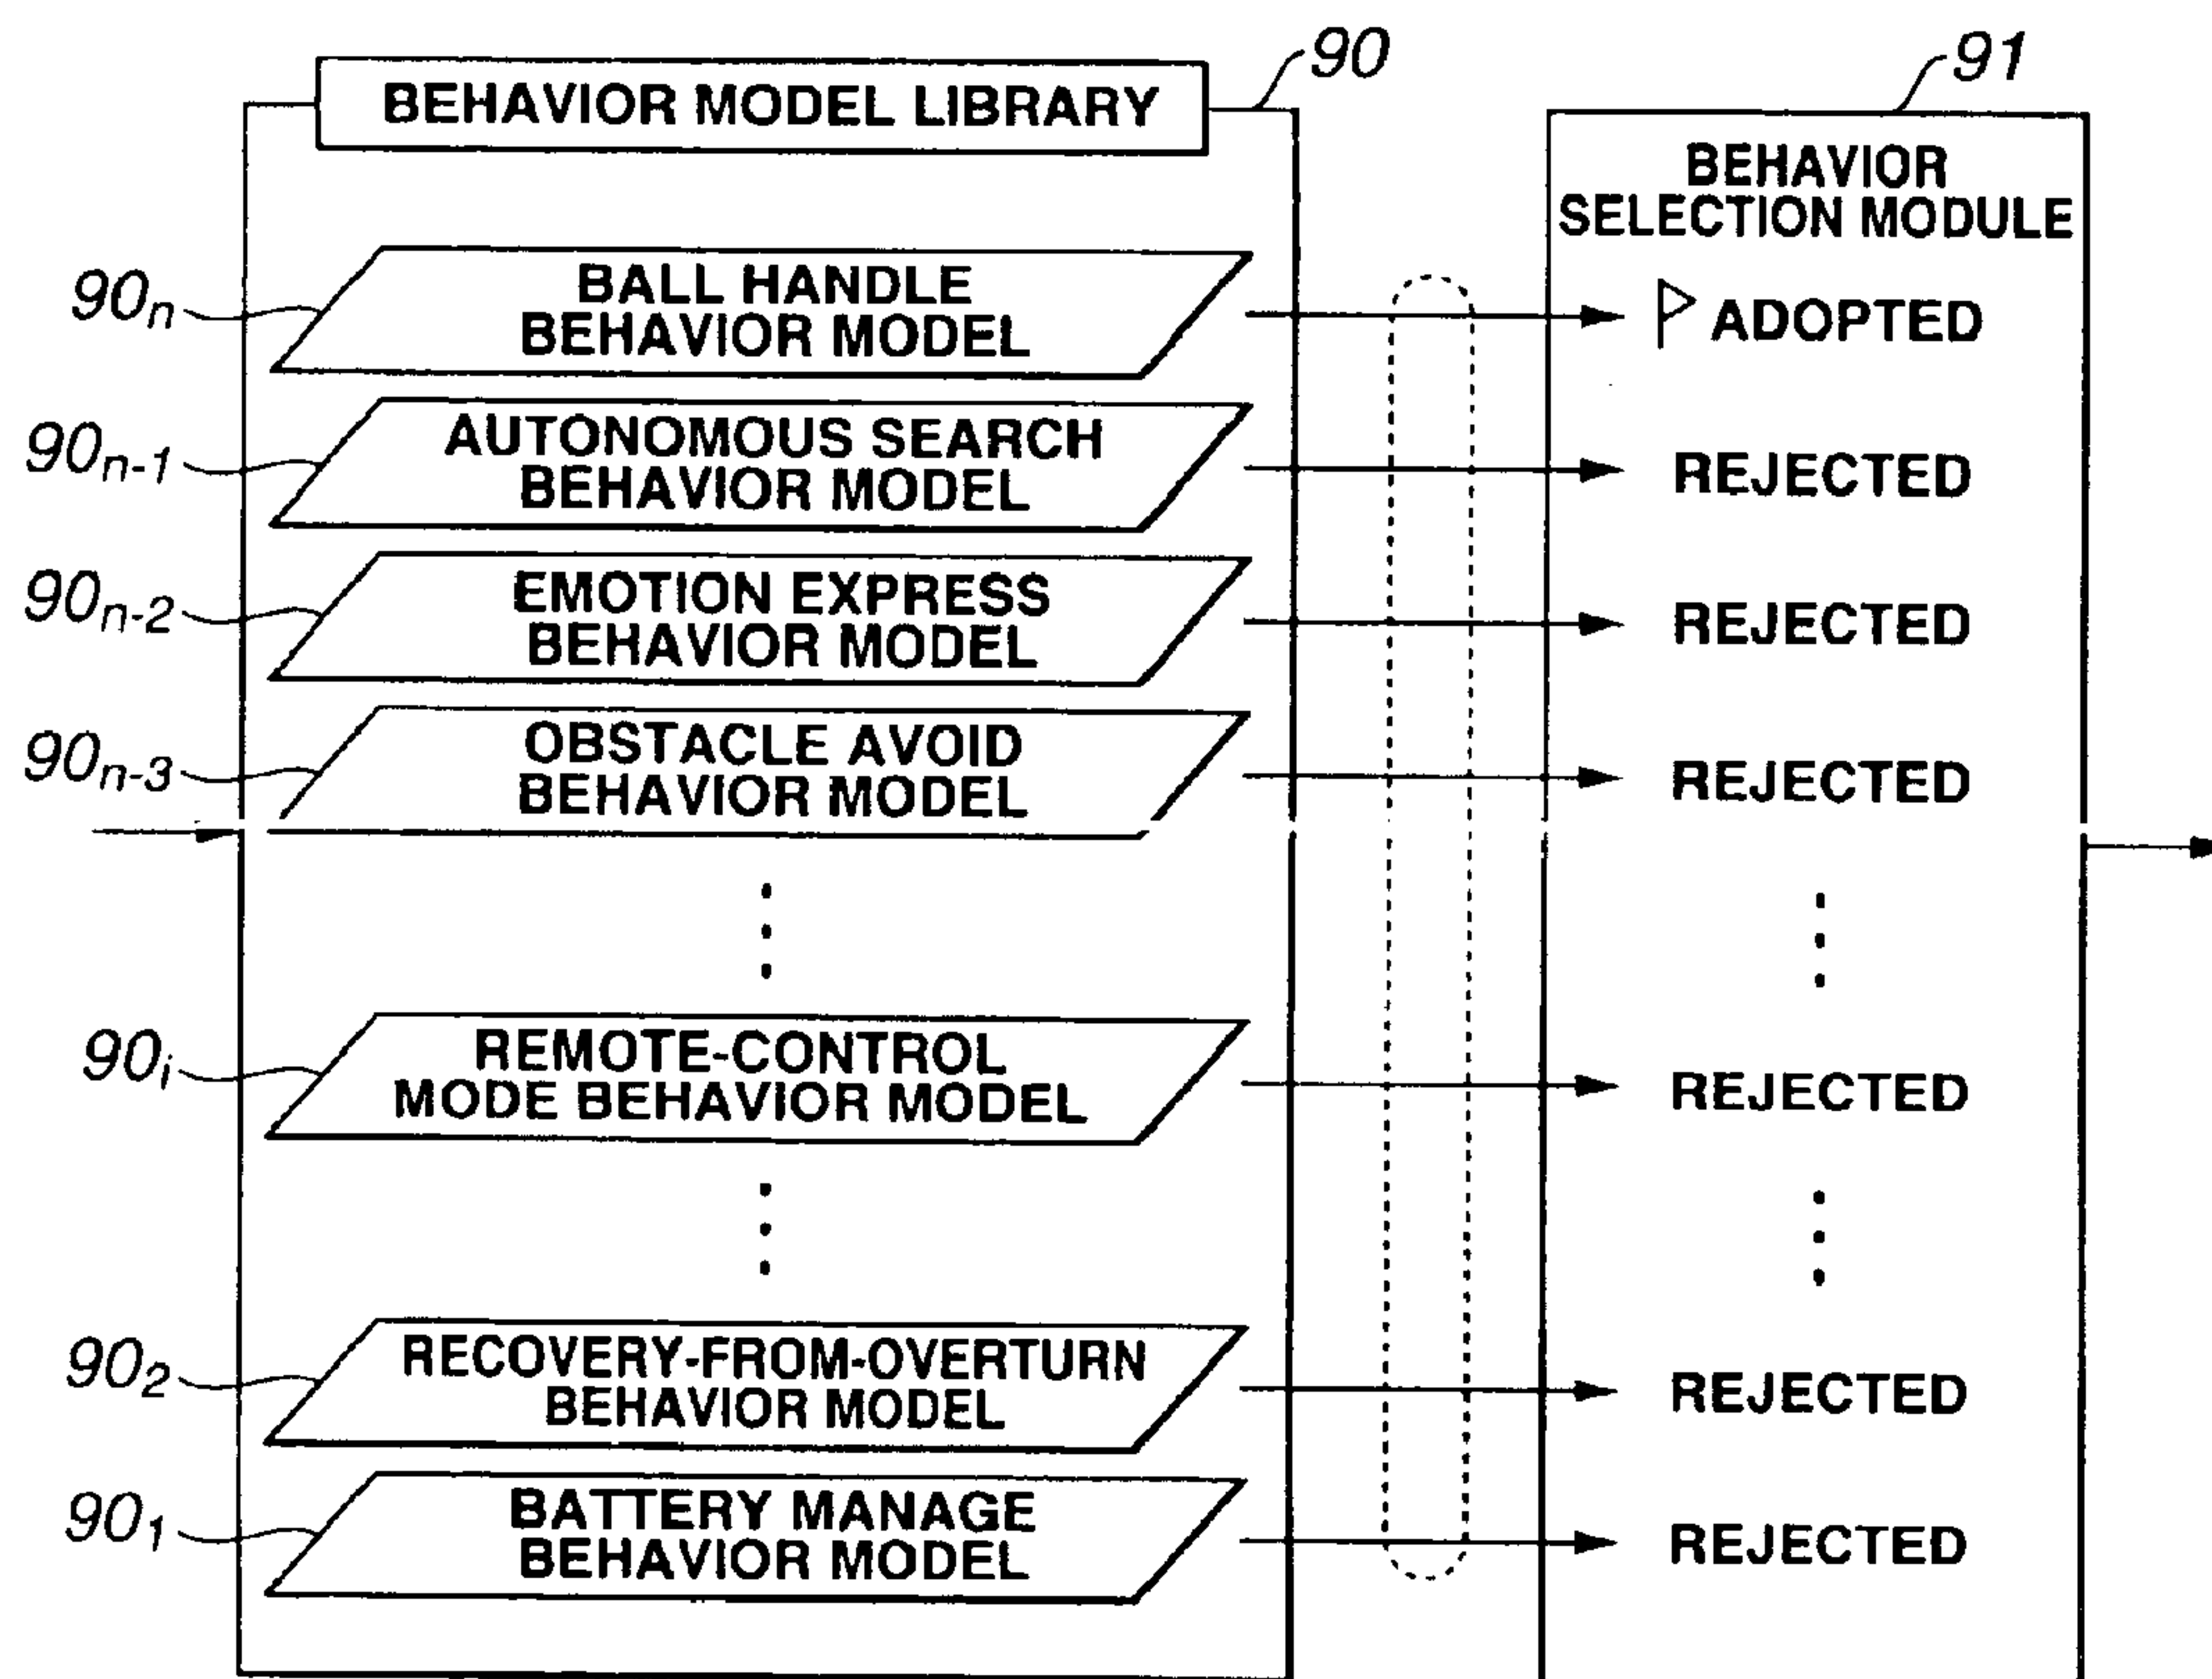 90
91
BEHAVIOR MODEL LIBRARY
BEHAVIOR
SELECTION MODULE
90n
BALL HANDLE
BEHAVIOR MODEL
ADOPTED
90n-1
AUTONOMOUS SEARCH
BEHAVIOR MODEL
REJECTED
90n-2
EMOTION EXPRESS
BEHAVIOR MODEL
REJECTED
90n-3
OBSTACLE AVOID
BEHAVIOR MODEL
REJECTED
90i
REMOTE-CONTROL
MODE BEHAVIOR MODEL
REJECTED
902
RECOVERY-FROM-OVERTURN
BEHAVIOR MODEL
REJECTED
901
BATTERY MANAGE
BEHAVIOR MODEL
REJECTED